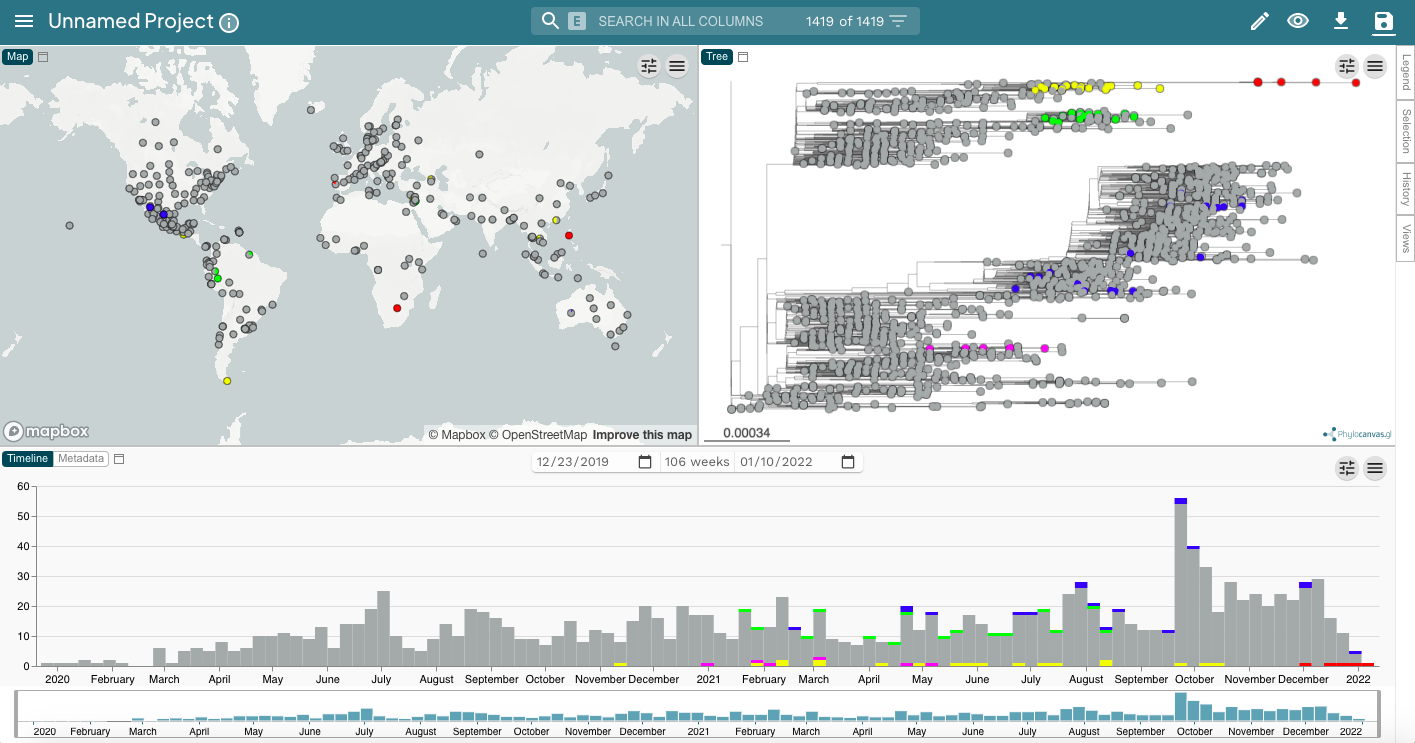 Unnamed Project
E SEARCH IN ALL COLUMNS 1419 of 1419
Map
mapbox
© Mapbox © OpenStreetMap Improve this map
Tree
0.00034
Phylocanvas.gl
Legend
Selection
History
Views
Timeline Metadata
12/23/2019 106 weeks 01/10/2022
60
50
40
30
20
10
0
2020 February March April May June July August September October November December 2021 February March April May June July August September October November December 2022
2020 February March April May June July August September October November December 2021 February March April May June July August September October November December 2022